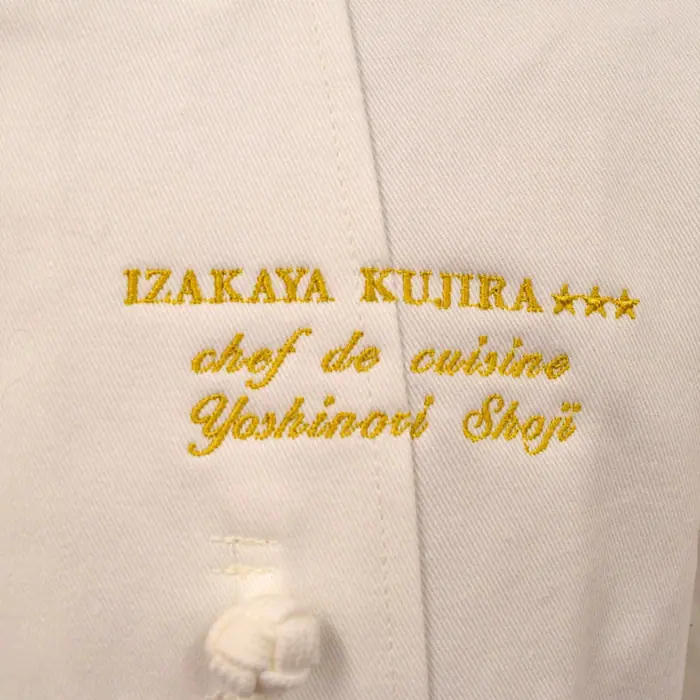 IZAKAYA KUJIRA★★★
chef de cuisine
Yoshinori Shoji